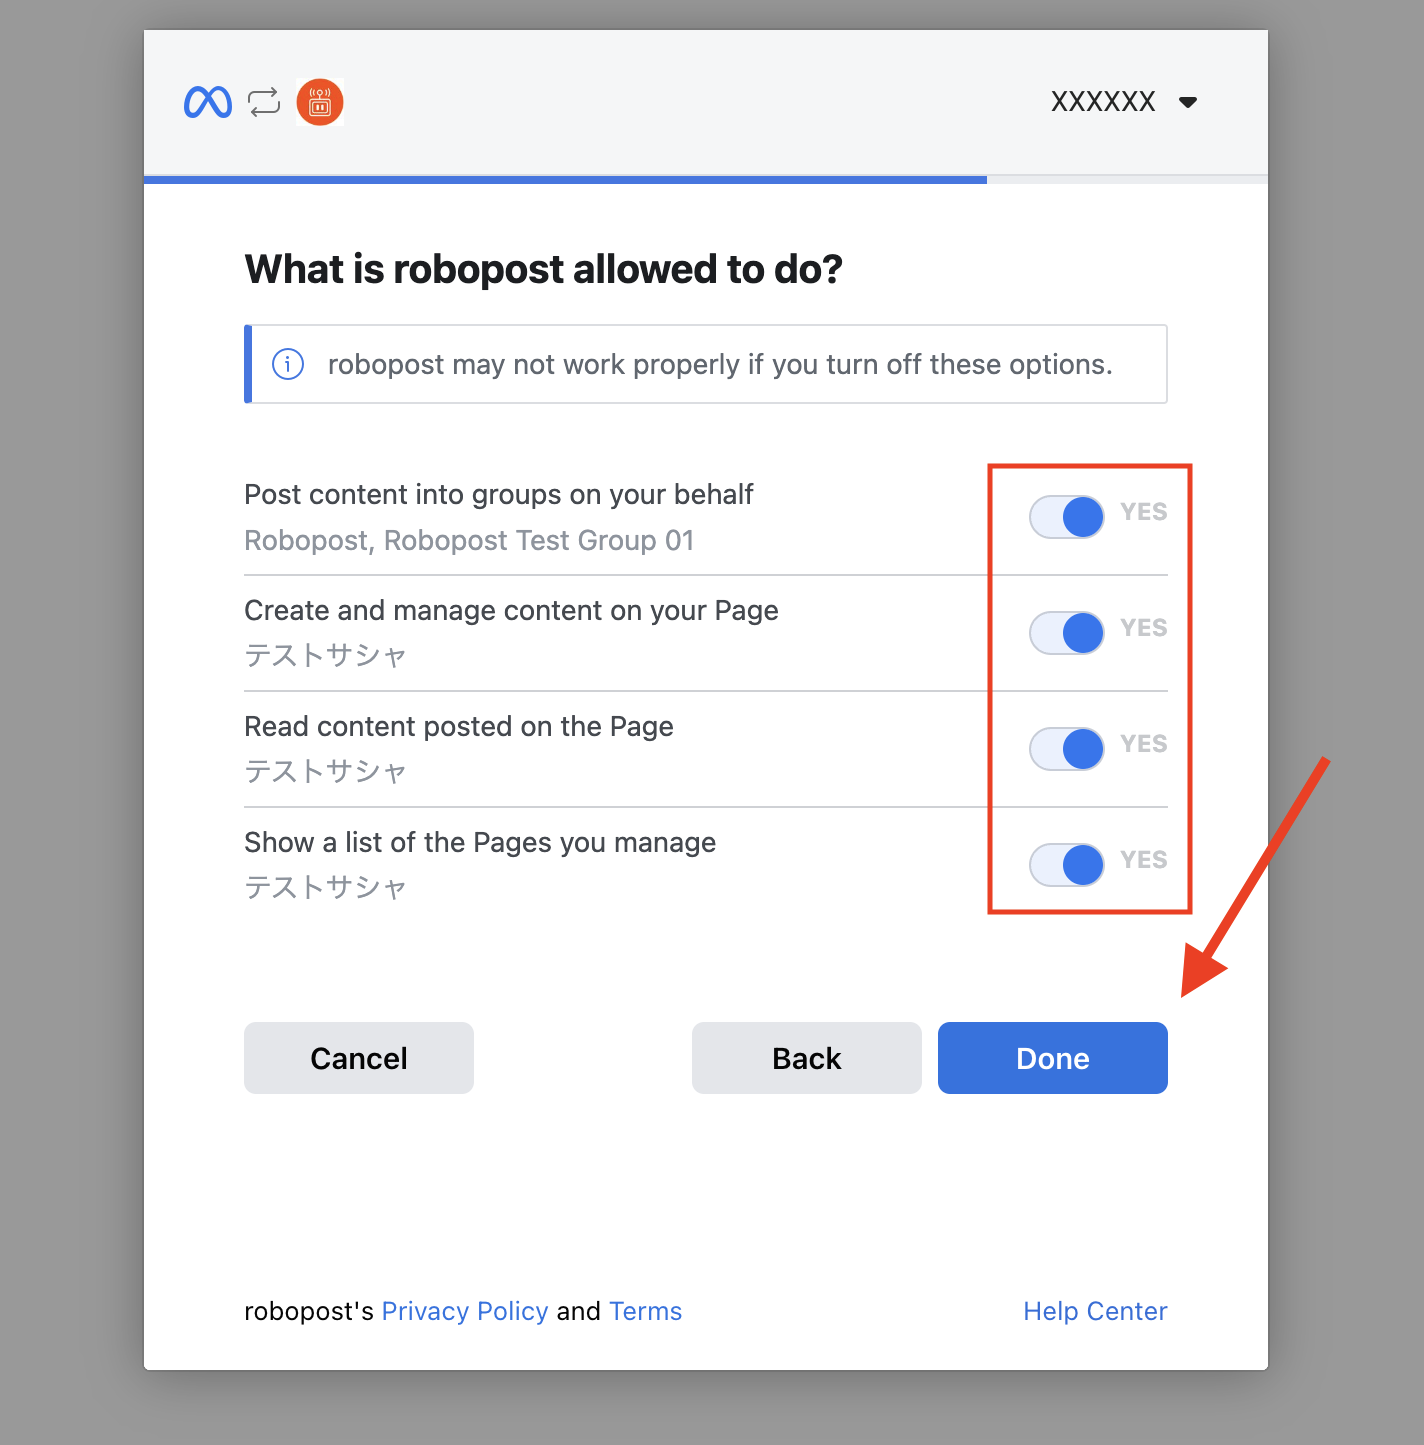 XXXXXX
What is robopost allowed to do?
robopost may not work properly if you turn off these options.
Post content into groups on your behalf
YES
Robopost, Robopost Test Group 01
Create and manage content on your Page
YES
テストサシャ
Read content posted on the Page
YES
テストサシャ
Show a list of the Pages you manage
YES
テストサシャ
Cancel
Back
Done
robopost's Privacy Policy and Terms
Help Center